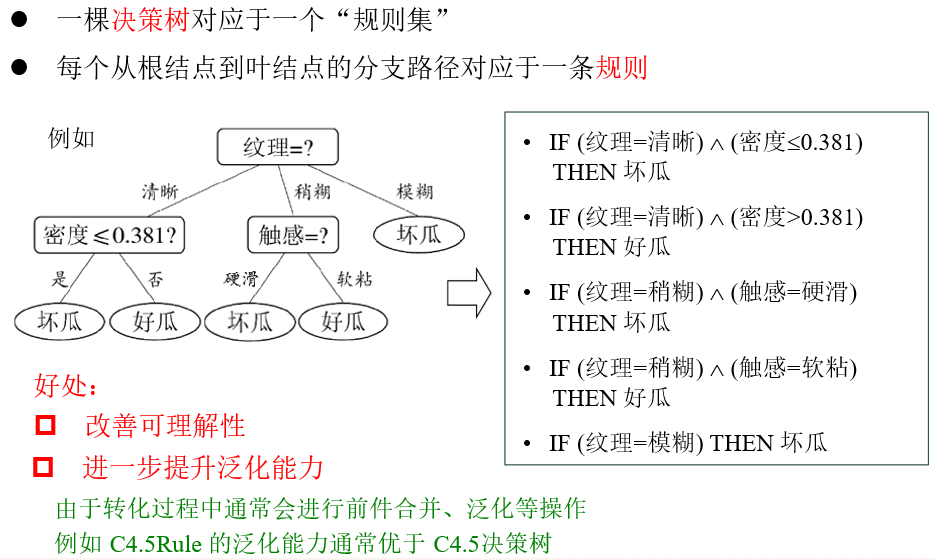 ● 一棵决策树对应于一个“规则集”
● 每个从根结点到叶结点的分支路径对应于一条规则
例如
纹理=?
清晰 稍糊 模糊
密度≤0.381? 触感=? 坏瓜
是 否 硬滑 软粘
坏瓜 好瓜 坏瓜 好瓜
• IF (纹理=清晰) ∧ (密度≤0.381)
THEN 坏瓜
• IF (纹理=清晰) ∧ (密度>0.381)
THEN 好瓜
• IF (纹理=稍糊) ∧ (触感=硬滑)
THEN 坏瓜
• IF (纹理=稍糊) ∧ (触感=软粘)
THEN 好瓜
• IF (纹理=模糊) THEN 坏瓜
好处：
改善可理解性
进一步提升泛化能力
由于转化过程中通常会进行前件合并、泛化等操作
例如 C4.5Rule 的泛化能力通常优于 C4.5决策树